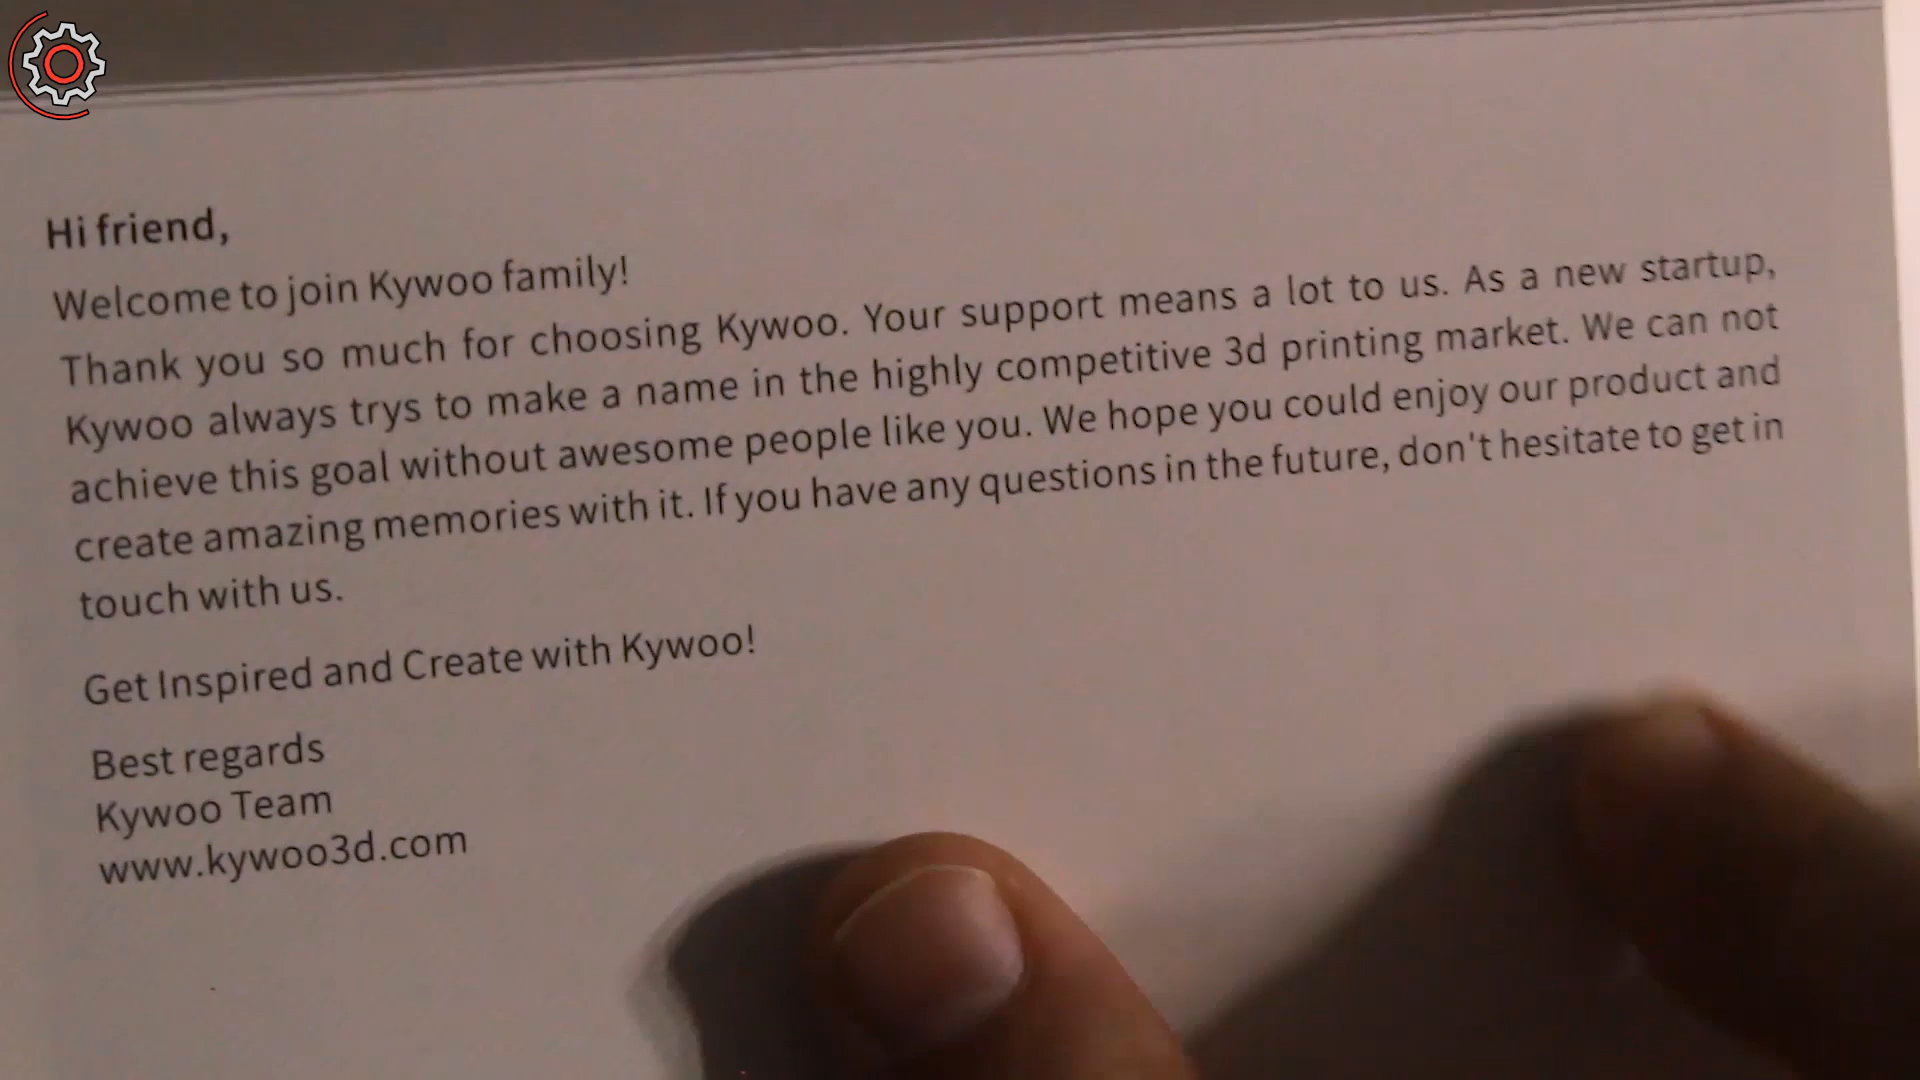 Hi friend,
Welcome to join Kywoo family!
Thank you so much for choosing Kywoo. Your support means a lot to us. As a new startup,
Kywoo always trys to make a name in the highly competitive 3d printing market. We can not
achieve this goal without awesome people like you. We hope you could enjoy our product and
create amazing memories with it. If you have any questions in the future, don't hesitate to get in
touch with us.
Get Inspired and Create with Kywoo!
Best regards
Kywoo Team
www.kywoo3d.com